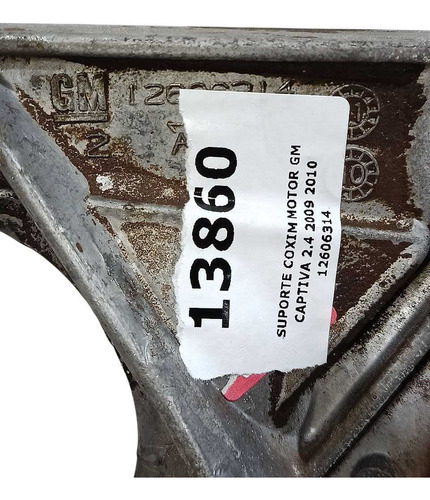 GM
2
13860
SUPORTE COXIM MOTOR GM
CAPTIVA 2.4 2009 2010
12606314